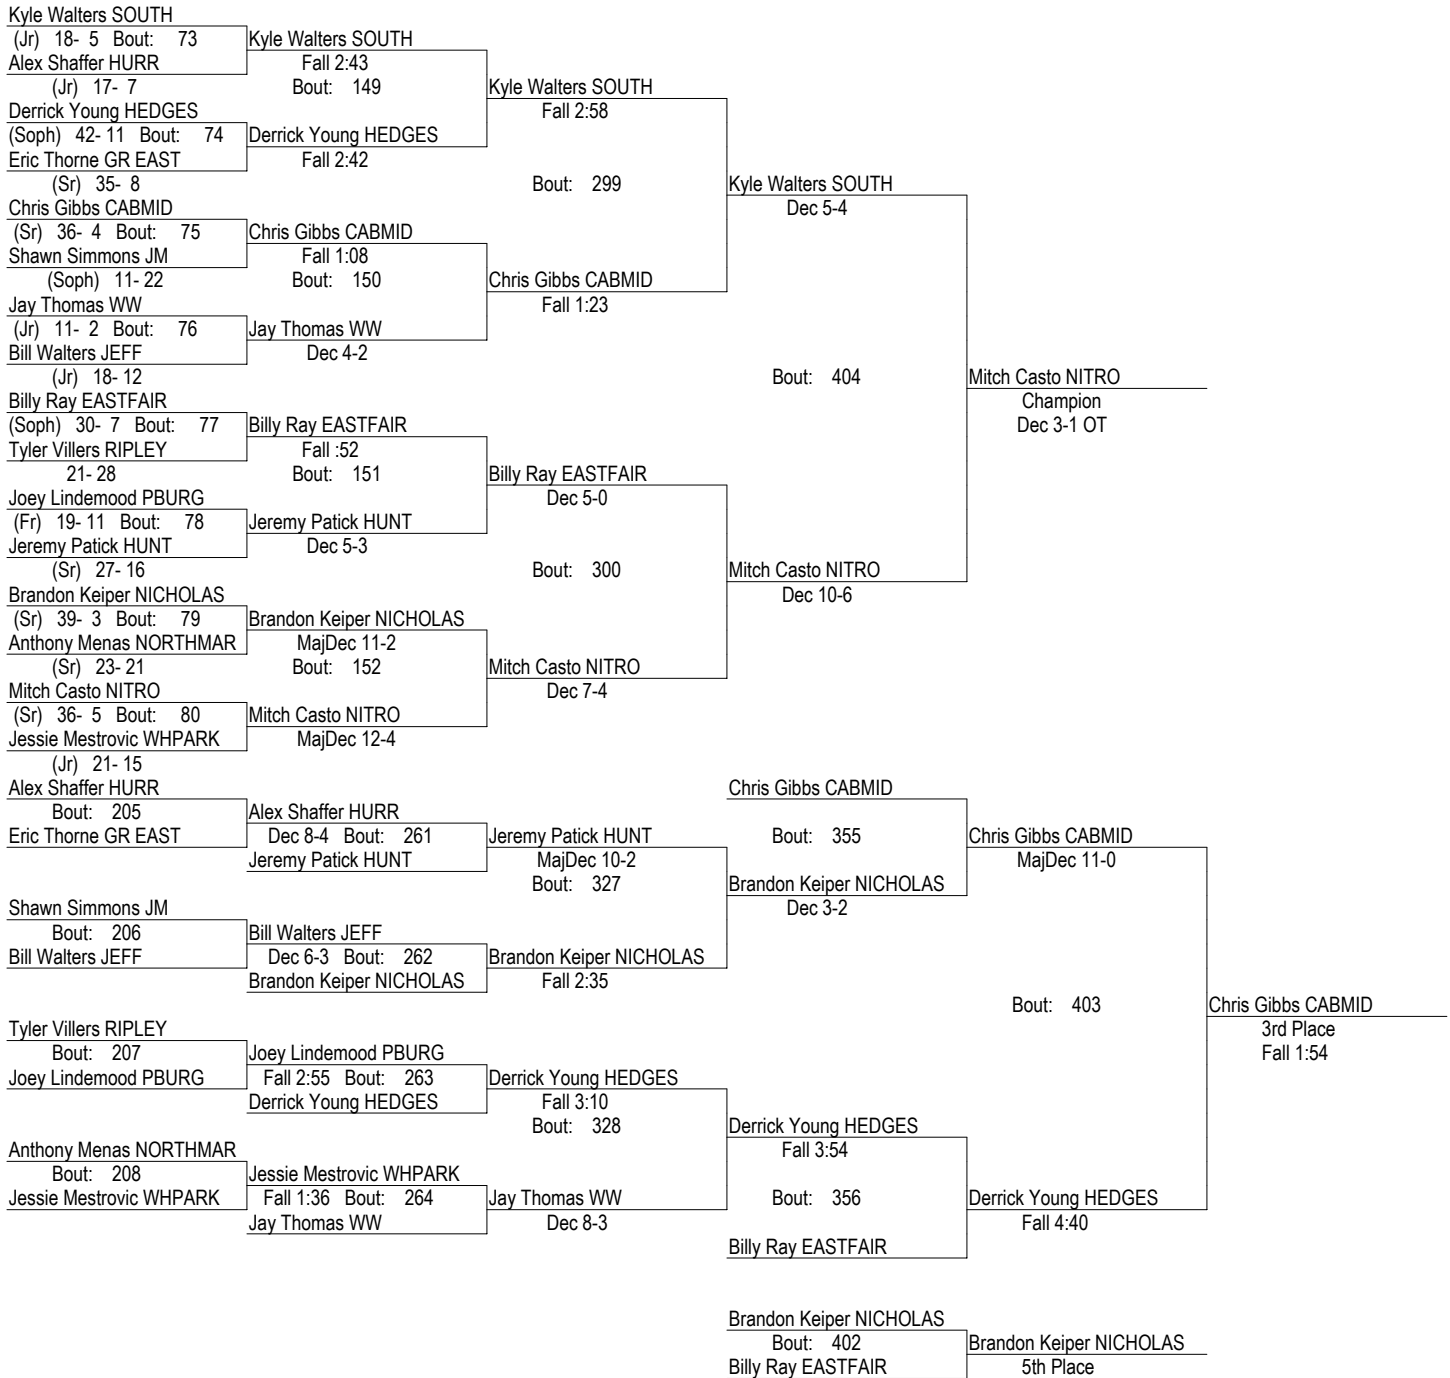 Kyle Walters SOUTH
(Jr) 18- 5 Bout: 73 Kyle Walters SOUTH
Alex Shaffer HURR Fall 2:43
(Jr) 17- 7 Bout: 149 Kyle Walters SOUTH
Derrick Young HEDGES Fall 2:58
(Soph) 42- 11 Bout: 74 Derrick Young HEDGES
Eric Thorne GR EAST Fall 2:42
(Sr) 35- 8 Bout: 299 Kyle Walters SOUTH
Chris Gibbs CABMID Dec 5-4
(Sr) 36- 4 Bout: 75 Chris Gibbs CABMID
Shawn Simmons JM Fall 1:08
(Soph) 11- 22 Bout: 150 Chris Gibbs CABMID
Jay Thomas WW Fall 1:23
(Jr) 11- 2 Bout: 76 Jay Thomas WW
Bill Walters JEFF Dec 4-2
(Jr) 18- 12 Bout: 404 Mitch Casto NITRO
Billy Ray EASTFAIR Champion
(Soph) 30- 7 Bout: 77 Billy Ray EASTFAIR Dec 3-1 OT
Tyler Villers RIPLEY Fall :52
21- 28 Bout: 151 Billy Ray EASTFAIR
Joey Lindemood PBURG Dec 5-0
(Fr) 19- 11 Bout: 78 Jeremy Patick HUNT
Jeremy Patick HUNT Dec 5-3
(Sr) 27- 16 Bout: 300 Mitch Casto NITRO
Brandon Keiper NICHOLAS Dec 10-6
(Sr) 39- 3 Bout: 79 Brandon Keiper NICHOLAS
Anthony Menas NORTHMAR MajDec 11-2
(Sr) 23- 21 Bout: 152 Mitch Casto NITRO
Mitch Casto NITRO Dec 7-4
(Sr) 36- 5 Bout: 80 Mitch Casto NITRO
Jessie Mestrovic WHPARK MajDec 12-4
(Jr) 21- 15
Alex Shaffer HURR Chris Gibbs CABMID
Bout: 205 Alex Shaffer HURR
Eric Thorne GR EAST Dec 8-4 Bout: 261 Jeremy Patick HUNT Bout: 355 Chris Gibbs CABMID
Jeremy Patick HUNT MajDec 10-2 MajDec 11-0
Bout: 327 Brandon Keiper NICHOLAS
Shawn Simmons JM Dec 3-2
Bout: 206 Bill Walters JEFF
Bill Walters JEFF Dec 6-3 Bout: 262 Brandon Keiper NICHOLAS
Brandon Keiper NICHOLAS Fall 2:35
Bout: 403 Chris Gibbs CABMID
Tyler Villers RIPLEY 3rd Place
Bout: 207 Joey Lindemood PBURG Fall 1:54
Joey Lindemood PBURG Fall 2:55 Bout: 263 Derrick Young HEDGES
Derrick Young HEDGES Fall 3:10
Bout: 328 Derrick Young HEDGES
Anthony Menas NORTHMAR Fall 3:54
Bout: 208 Jessie Mestrovic WHPARK
Jessie Mestrovic WHPARK Fall 1:36 Bout: 264 Jay Thomas WW Bout: 356 Derrick Young HEDGES
Jay Thomas WW Dec 8-3 Fall 4:40
Billy Ray EASTFAIR
Brandon Keiper NICHOLAS
Bout: 402 Brandon Keiper NICHOLAS
Billy Ray EASTFAIR 5th Place